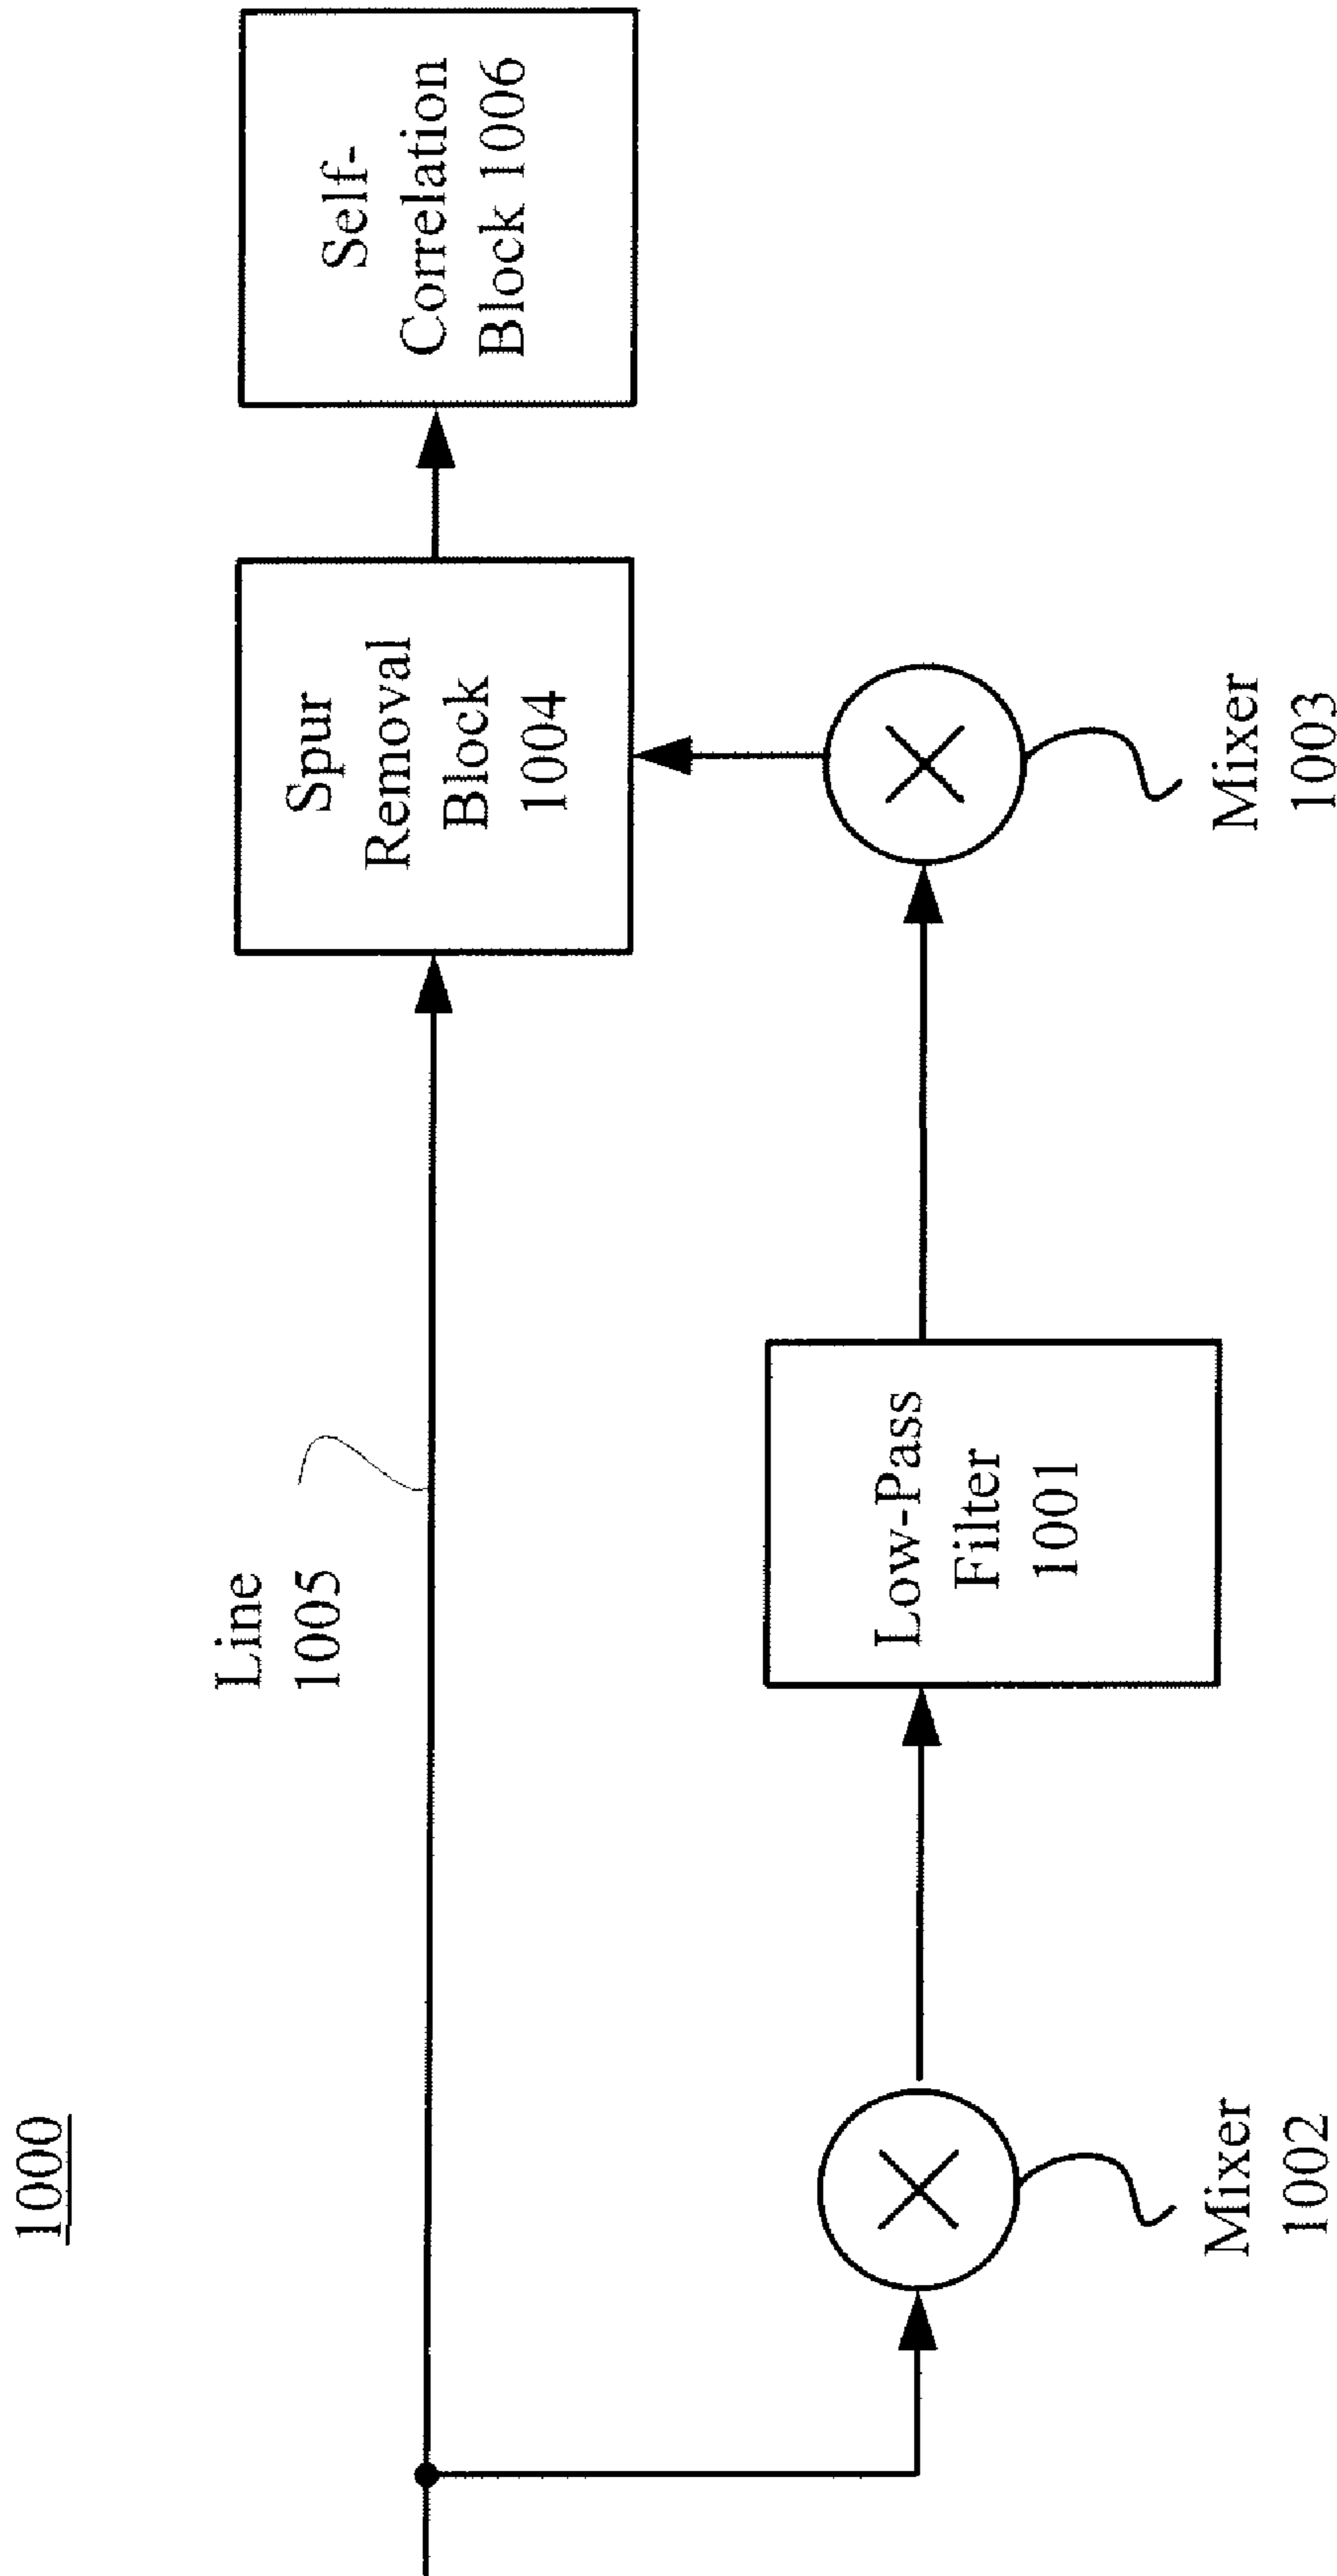 1000
Line
1005
Spur
Removal
Block
1004
Self-
Correlation
Block 1006
Mixer
1002
Low-Pass
Filter
1001
Mixer
1003